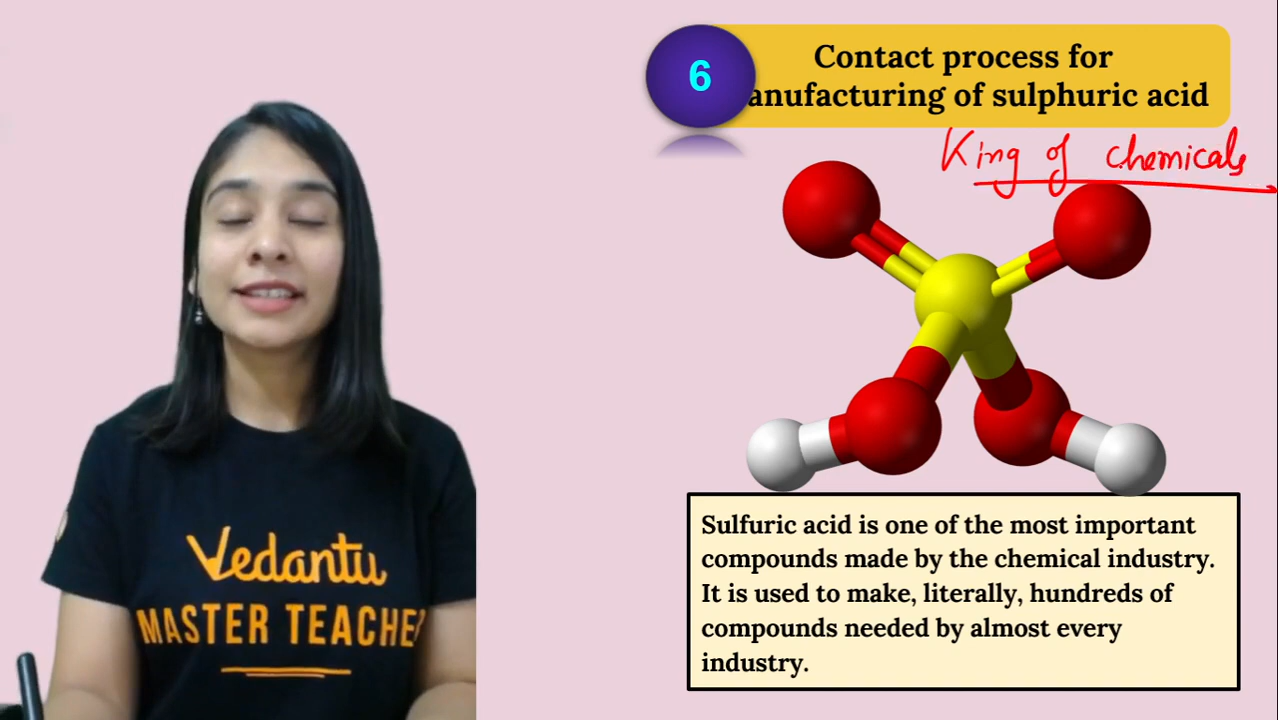 6
Contact process for
anufacturing of sulphuric acid
King of chemicals
Vedantu
MASTER TEACHE
Sulfuric acid is one of the most important
compounds made by the chemical industry.
It is used to make, literally, hundreds of
compounds needed by almost every
industry.